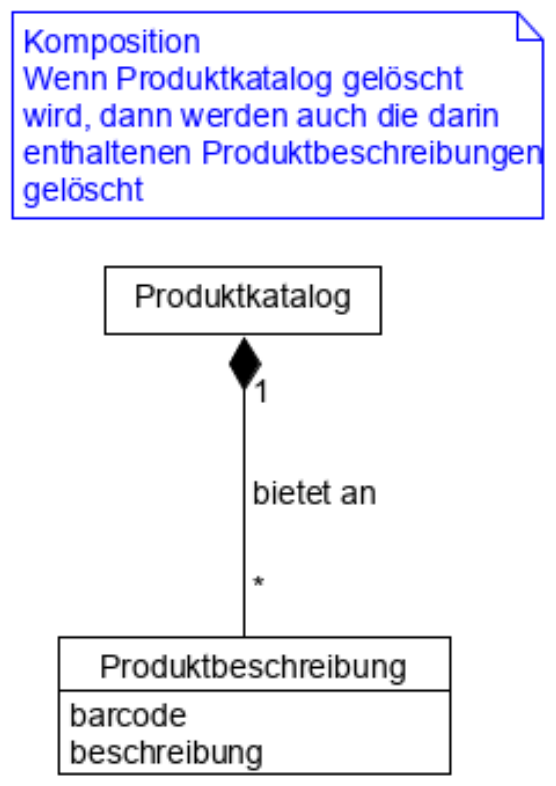 Komposition
Wenn Produktkatalog gelöscht
wird, dann werden auch die darin
enthaltenen Produktbeschreibungen
gelöscht
Produktkatalog
1
bietet an
*
Produktbeschreibung
barcode
beschreibung